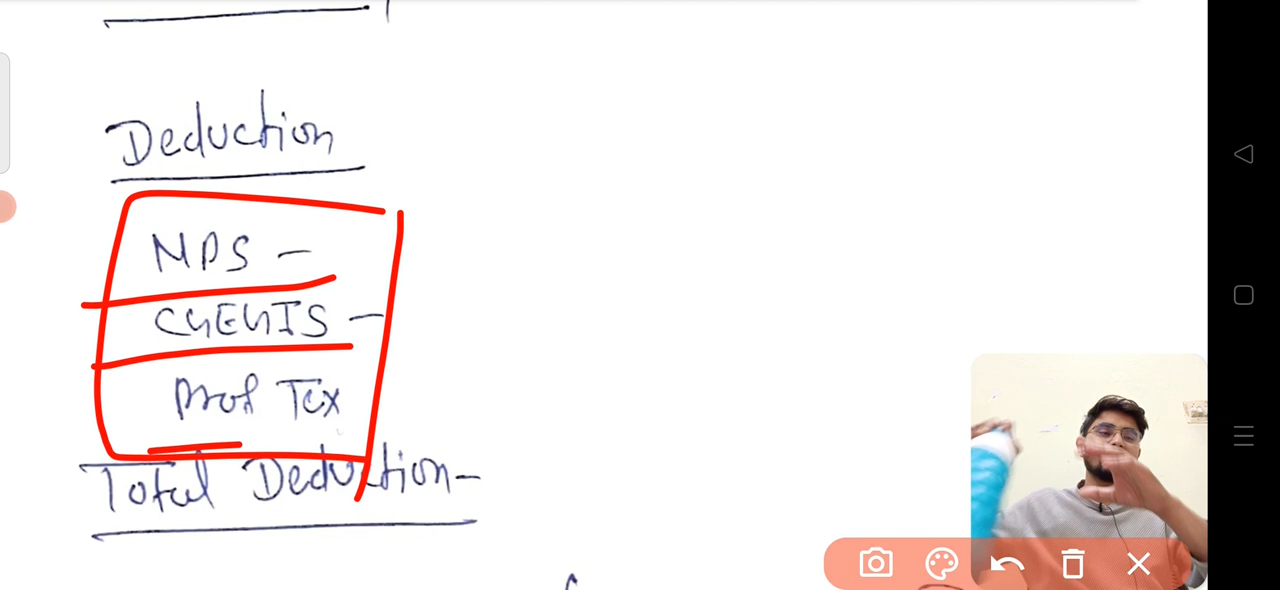 Deduction
NPS -
CGEGIS -
Prof Tax
Total Deduction-